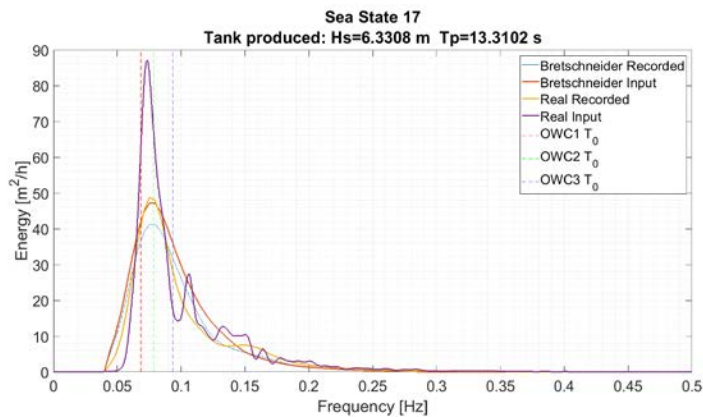 Sea State 17
Tank produced: Hs=6.3308 m  Tp=13.3102 s
Energy [m²/h]
90
80
70
60
50
40
30
20
10
0
Bretschneider Recorded
Bretschneider Input
Real Recorded
Real Input
OWC1 T₀
OWC2 T₀
OWC3 T₀
0 0.05 0.1 0.15 0.2 0.25 0.3 0.35 0.4 0.45 0.5
Frequency [Hz]